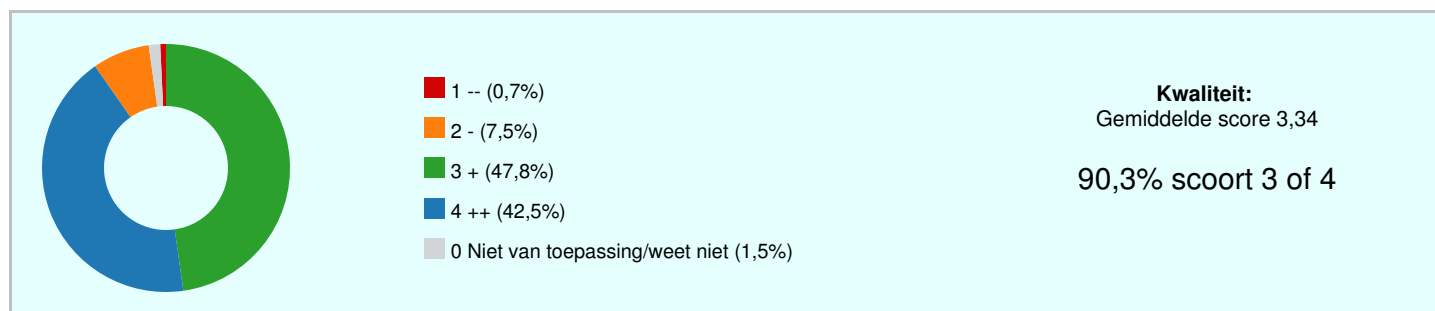 1 -- (0,7%)
2 - (7,5%)
3 + (47,8%)
4 ++ (42,5%)
0 Niet van toepassing/weet niet (1,5%)
Kwaliteit:
Gemiddelde score 3,34
90,3% scoort 3 of 4